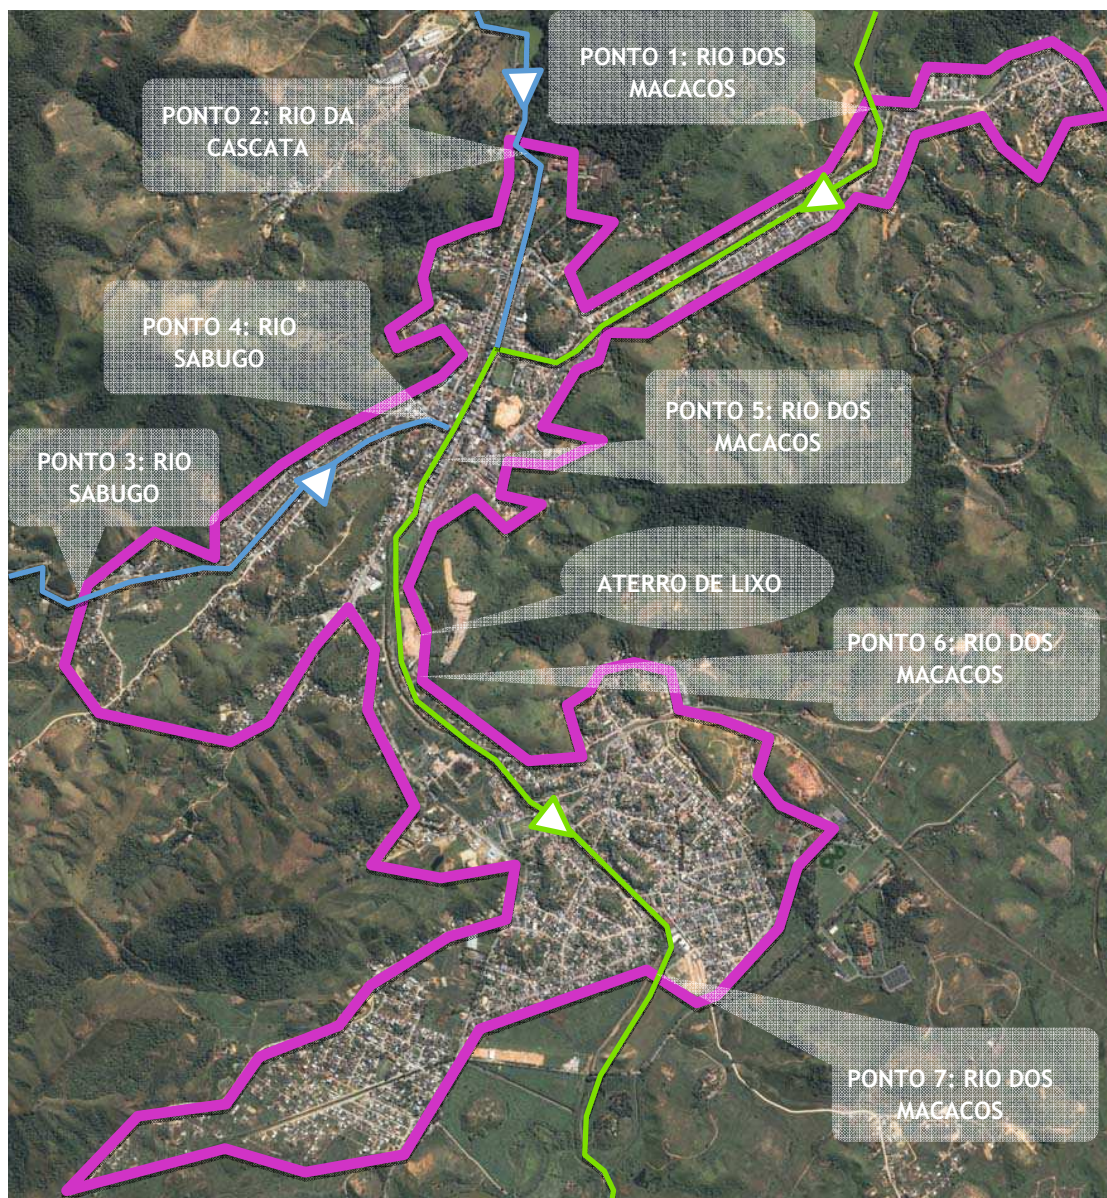 PONTO 1: RIO DOS
MACACOS
PONTO 2: RIO DA
CASCATA
PONTO 4: RIO
SABUGO
PONTO 5: RIO DOS
MACACOS
PONTO 3: RIO
SABUGO
ATERRO DE LIXO
PONTO 6: RIO DOS
MACACOS
PONTO 7: RIO DOS
MACACOS